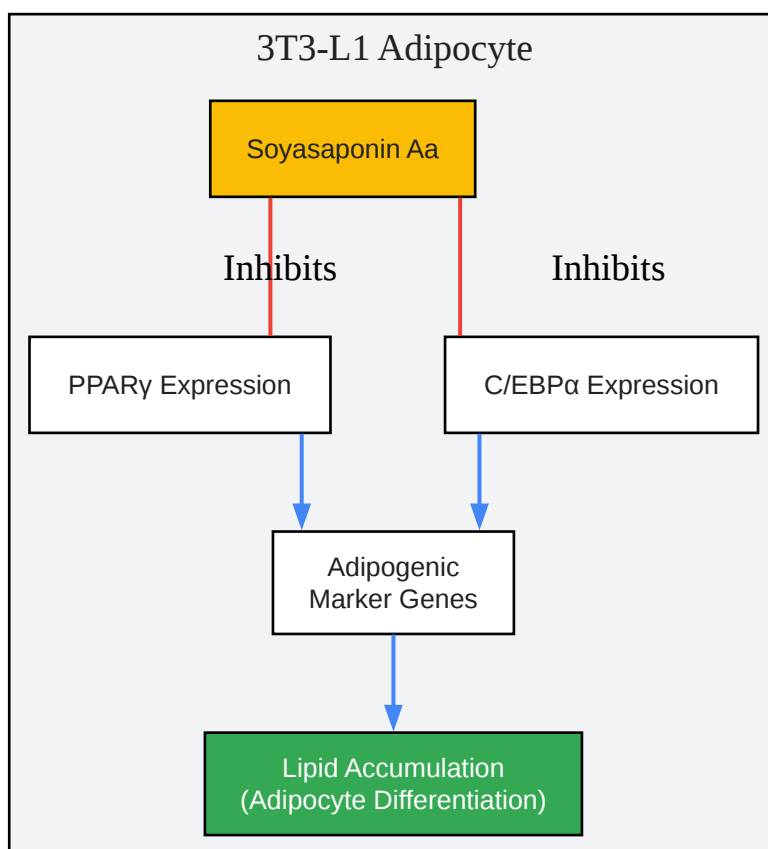 3T3-L1 Adipocyte
Soyasaponin Aa
Inhibits
Inhibits
PPARγ Expression
C/EBPα Expression
Adipogenic
Marker Genes
Lipid Accumulation
(Adipocyte Differentiation)